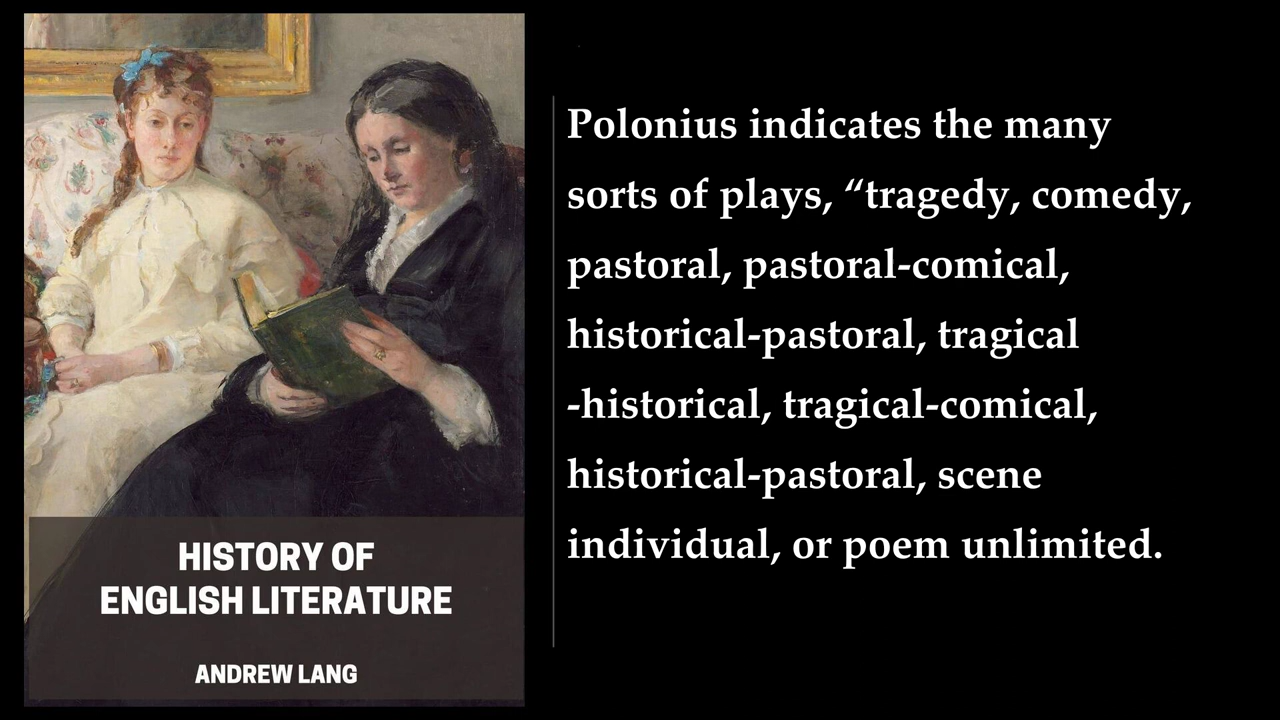 HISTORY OF
ENGLISH LITERATURE
ANDREW LANG
Polonius indicates the many
sorts of plays, “tragedy, comedy,
pastoral, pastoral-comical,
historical-pastoral, tragical
-historical, tragical-comical,
historical-pastoral, scene
individual, or poem unlimited.